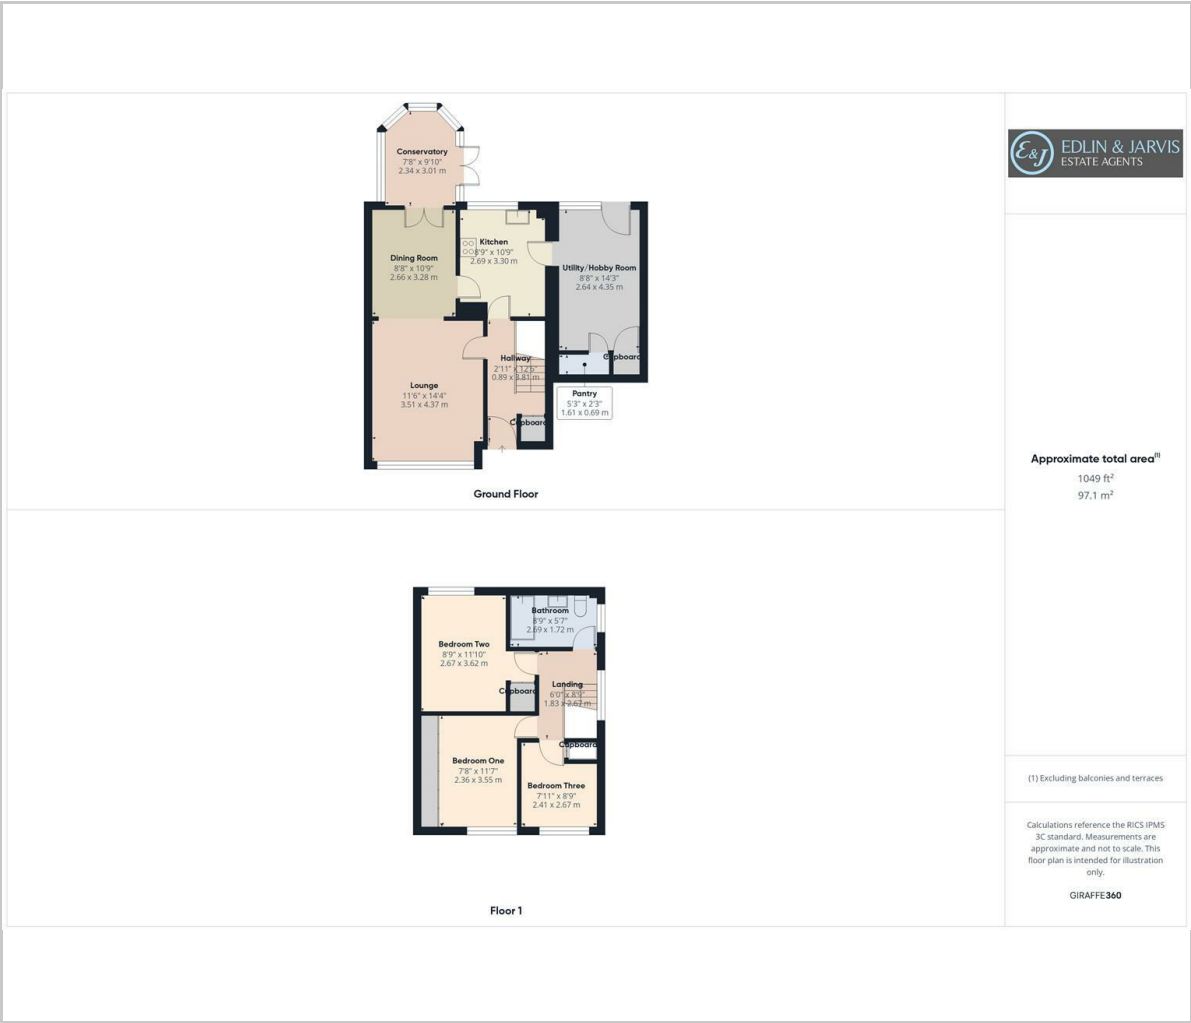 Conservatory
7'8" x 9'10"
2.34 x 3.01 m
Dining Room
8'8" x 10'9"
2.66 x 3.28 m
Kitchen
8'9" x 10'9"
2.69 x 3.30 m
Utility/Hobby Room
8'8" x 14'3"
2.64 x 4.35 m
Cupboard
Pantry
5'3" x 2'3"
1.61 x 0.69 m
Hallway
2'11" x 12'6"
0.89 x 3.81 m
Cupboard
Lounge
11'6" x 14'4"
3.51 x 4.37 m
Ground Floor
Bathroom
8'9" x 5'7"
2.69 x 1.72 m
Bedroom Two
8'9" x 11'10"
2.67 x 3.62 m
Cupboard
Landing
6'0" x 8'9"
1.83 x 2.67 m
Cupboard
Bedroom One
7'8" x 11'7"
2.36 x 3.55 m
Bedroom Three
7'11" x 8'9"
2.41 x 2.67 m
Floor 1
E&J
EDLIN & JARVIS
ESTATE AGENTS
Approximate total area(1)
1049 ft²
97.1 m²
(1) Excluding balconies and terraces
Calculations reference the RICS IPMS
3C standard. Measurements are
approximate and not to scale. This
floor plan is intended for illustration
only.
GIRAFFE360